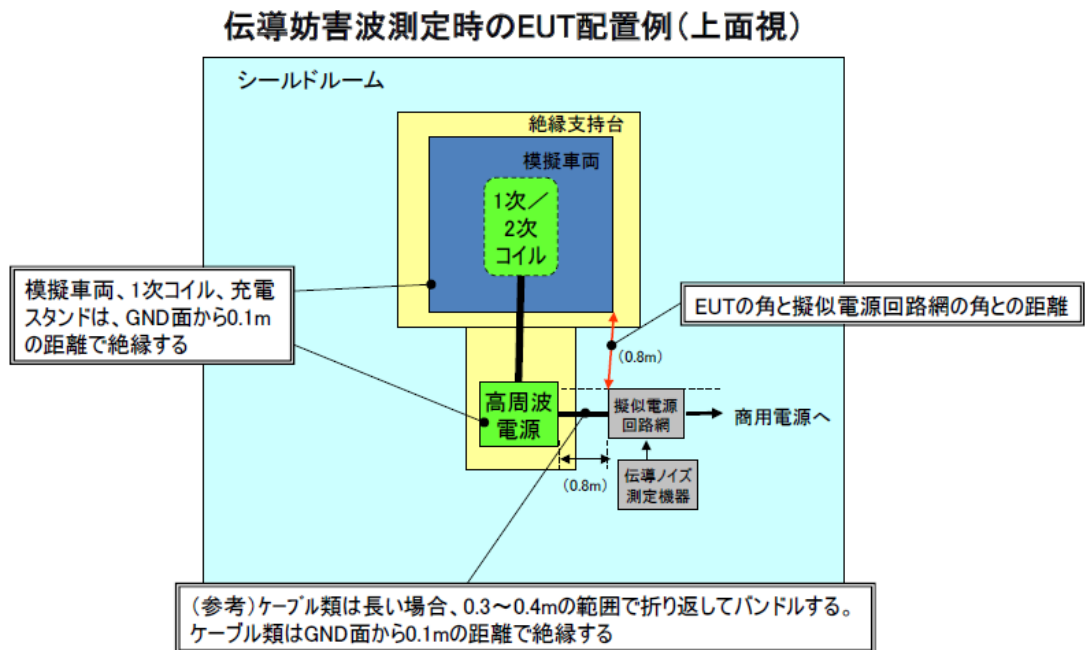 伝導妨害波測定時のEUT配置例(上面視)
シールドルーム
絶縁支持台
模擬車両
1次/
2次
コイル
模擬車両、1次コイル、充電
スタンドは、GND面から0.1m
の距離で絶縁する
EUTの角と擬似電源回路網の角との距離
(0.8m)
高周波
電源
擬似電源
回路網
商用電源へ
(0.8m)
伝導ノイズ
測定機器
(参考)ケーブル類は長い場合、0.3~0.4mの範囲で折り返してバンドルする。
ケーブル類はGND面から0.1mの距離で絶縁する